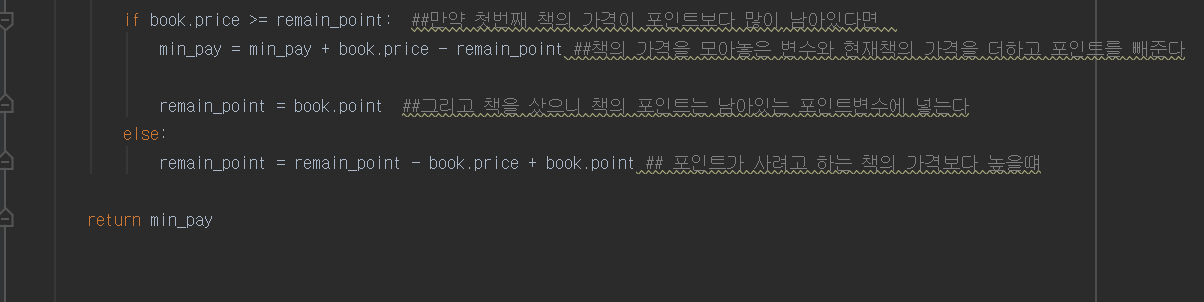 if book.price >= remain_point:  ##만약 첫번째 책의 가격이 포인트보다 많이 남아있다면
min_pay = min_pay + book.price - remain_point ##책의 가격을 모아놓은 변수와 현재책의 가격을 더하고 포인트를 빼준다
remain_point = book.point  ##그리고 책을 샀으니 책의 포인트는 남아있는 포인트변수에 넣는다
else:
remain_point = remain_point - book.price + book.point ## 포인트가 사려고 하는 책의 가격보다 높을떄
return min_pay